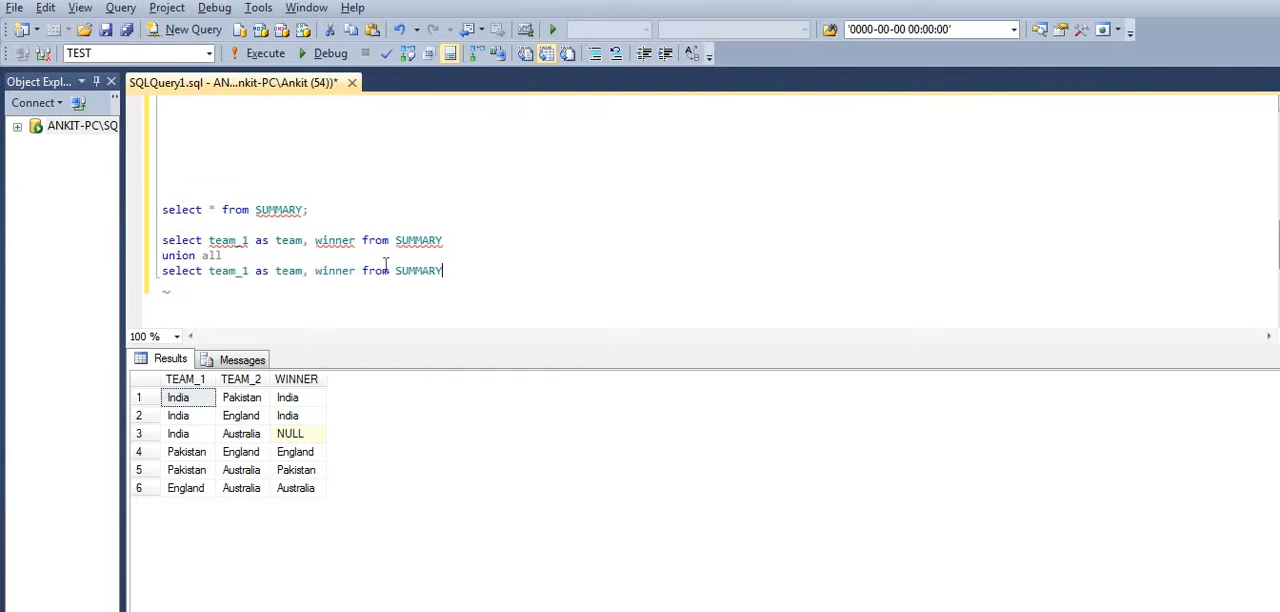 File Edit View Query Project Debug Tools Window Help
New Query '0000-00-00 00:00:00'
TEST Execute Debug
Object Expl...
SQLQuery1.sql - AN...nkit-PC\Ankit (54))*
Connect
ANKIT-PC\SQ
select * from SUMMARY;
select team_1 as team, winner from SUMMARY
union all
select team_1 as team, winner from SUMMARY
100 %
Results Messages
TEAM_1 TEAM_2 WINNER
1 India Pakistan India
2 India England India
3 India Australia NULL
4 Pakistan England England
5 Pakistan Australia Pakistan
6 England Australia Australia